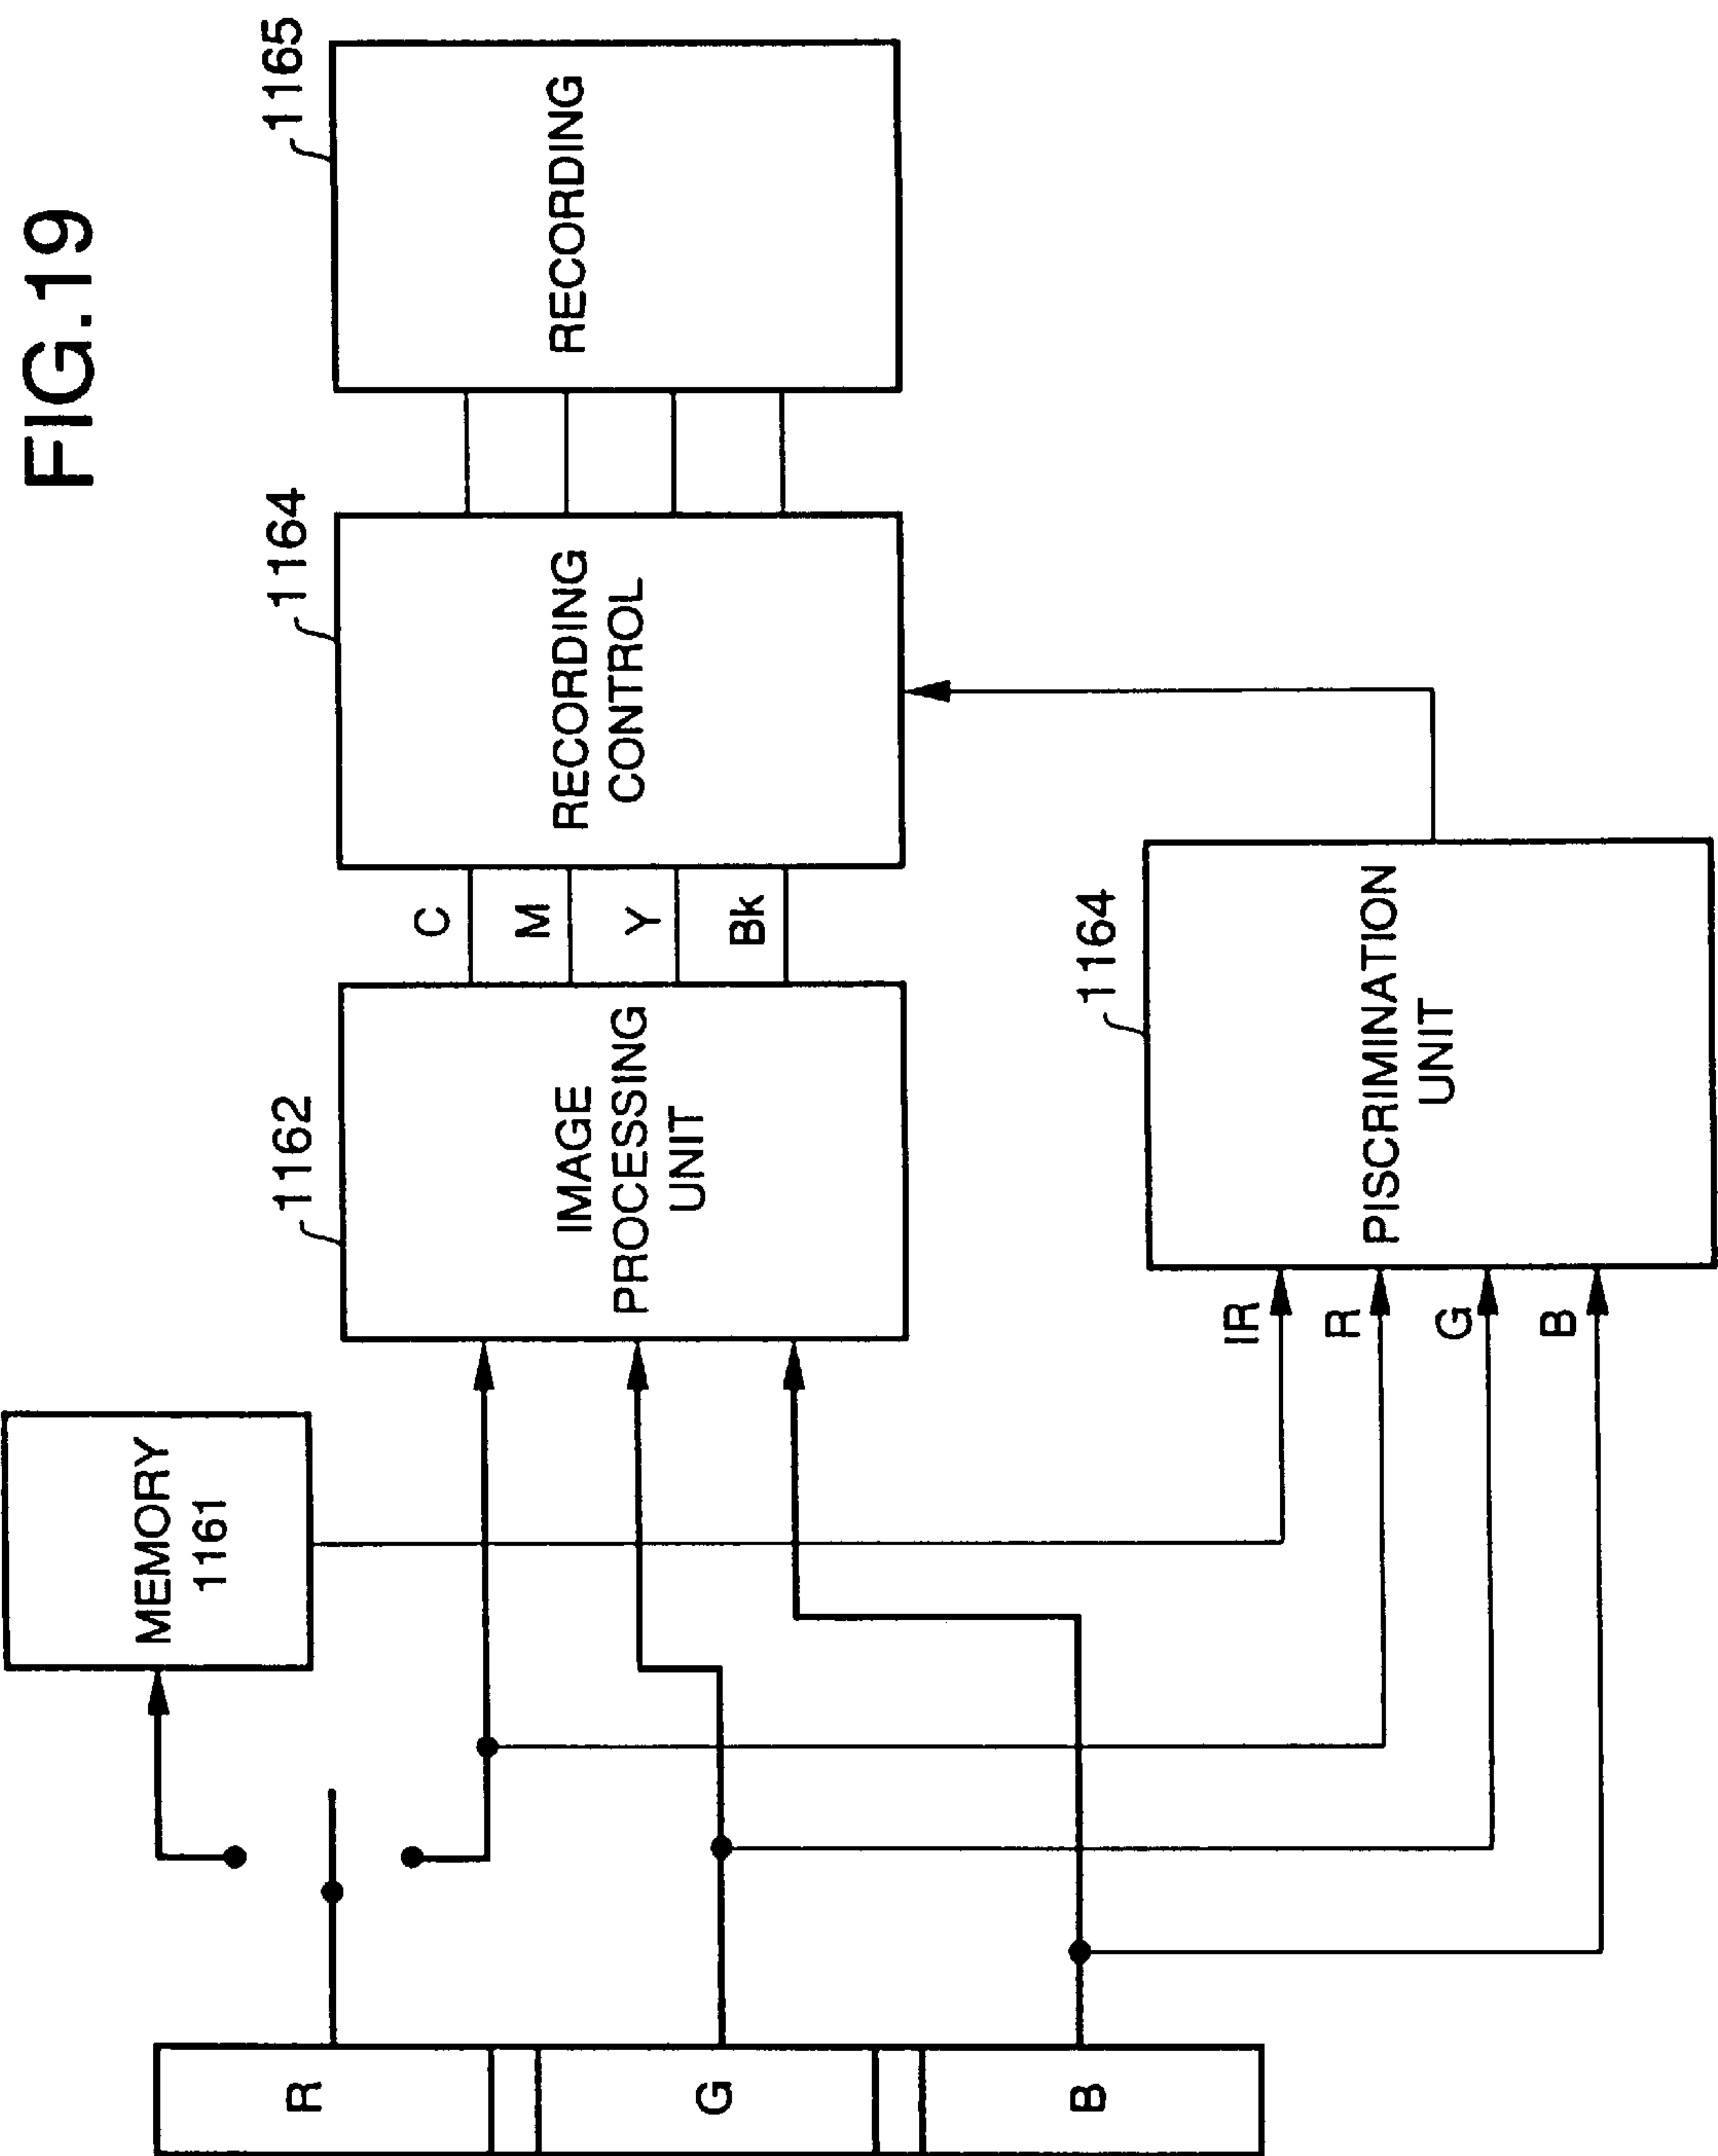 FIG.19
MEMORY
1161
1162
IMAGE
PROCESSING
UNIT
C
M
Y
Bk
1164
RECORDING
CONTROL
1165
RECORDING
R
G
B
IR
R
G
B
1164
PISCRIMINATION
UNIT